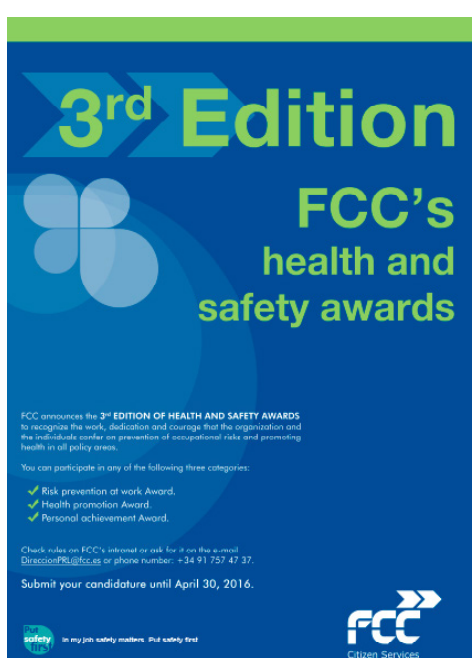 3rd Edition
FCC's
health and
safety awards
FCC announces the 3rd EDITION OF HEALTH AND SAFETY AWARDS
to recognize the work, dedication and courage that the organization and
the individuals confer on prevention of occupational risks and promoting
health in all policy areas.
You can participate in any of the following three categories:
Risk prevention at work Award.
Health promotion Award.
Personal achievement Award.
Check rules on FCC's intranet or ask for it on the e-mail
DireccionPRL@fcc.es or phone number: +34 91 757 47 37.
Submit your candidature until April 30, 2016.
Put
safety
first
In my job safety matters. Put safety first
FCC
Citizen Services